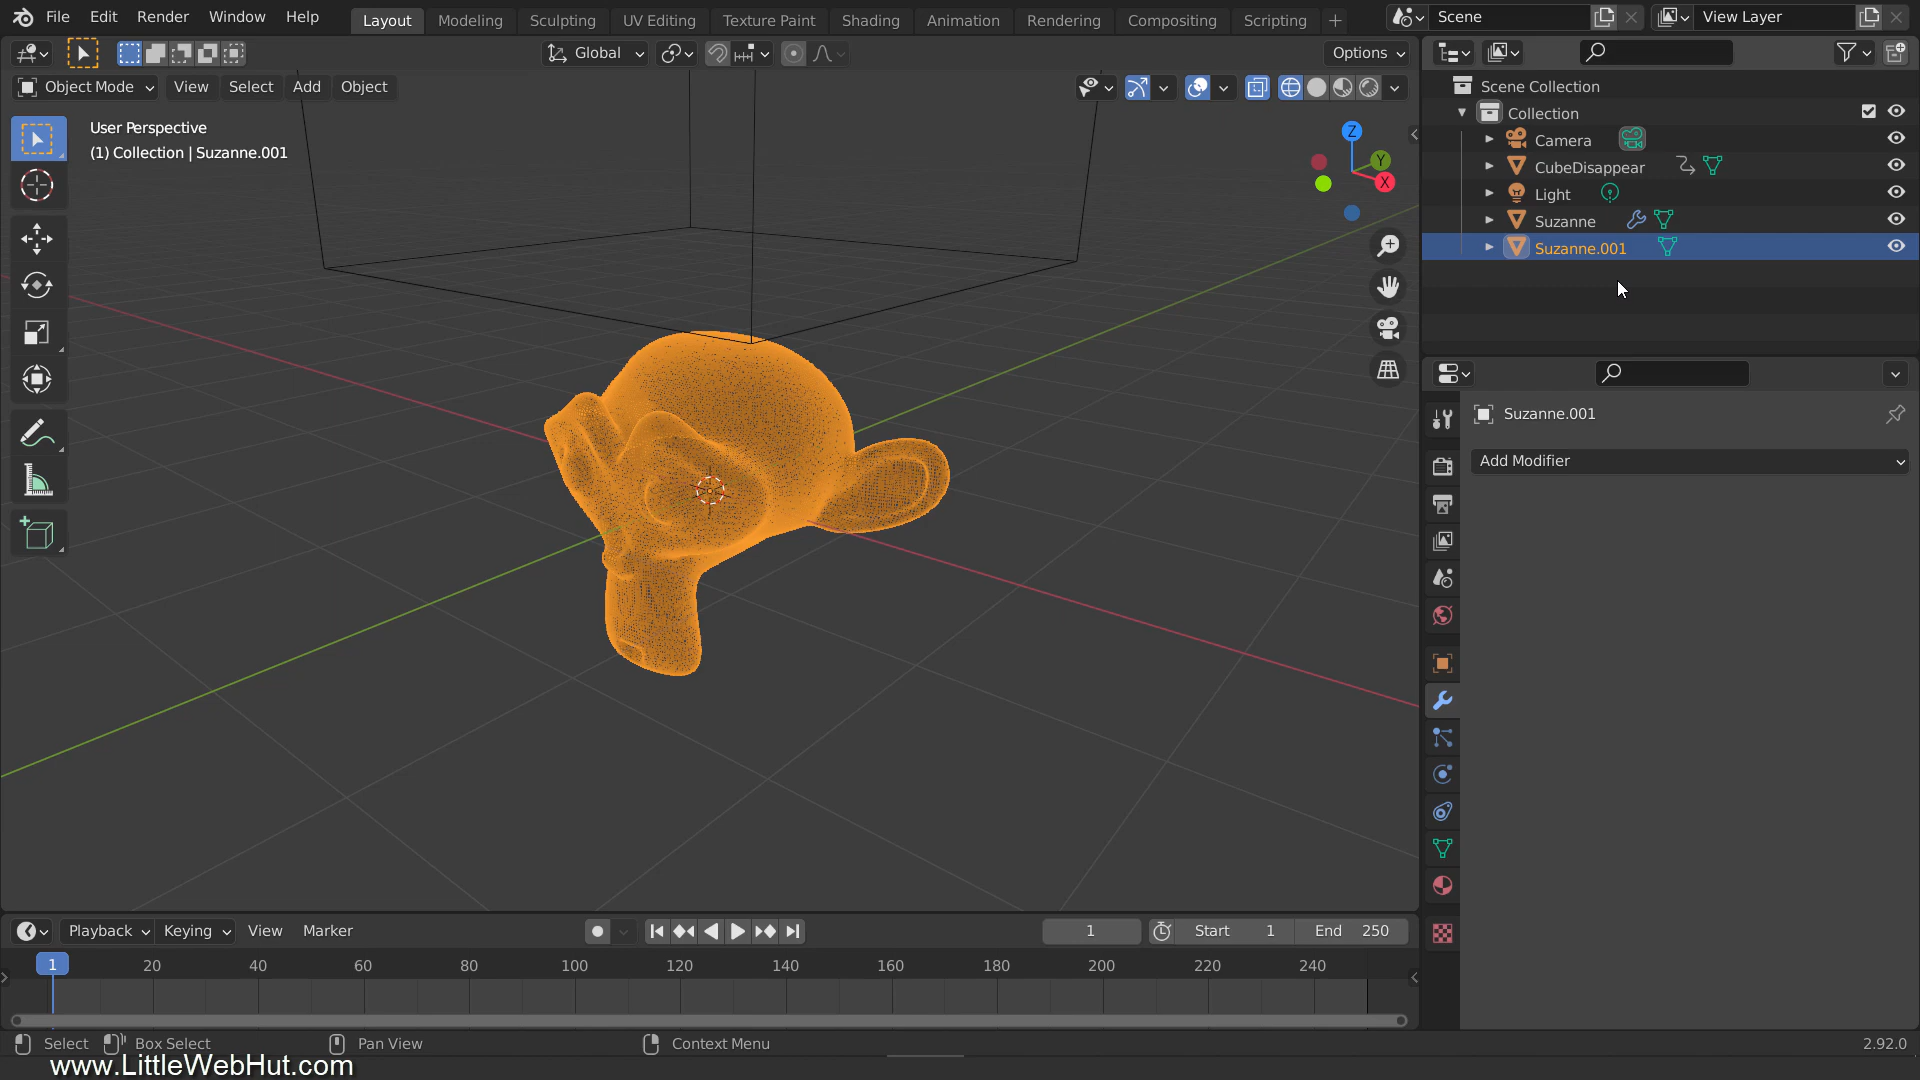 File Edit Render Window Help Layout Modeling Sculpting UV Editing Texture Paint Shading Animation Rendering Compositing Scripting + Scene View Layer
Global Options
Object Mode View Select Add Object
User Perspective
(1) Collection | Suzanne.001
Z
Y
X
Scene Collection
Collection
Camera
CubeDisappear
Light
Suzanne
Suzanne.001
Suzanne.001
Add Modifier
Playback Keying View Marker 1 Start 1 End 250
1 20 40 60 80 100 120 140 160 180 200 220 240
Select Box Select Pan View Context Menu 2.92.0
www.LittleWebHut.com